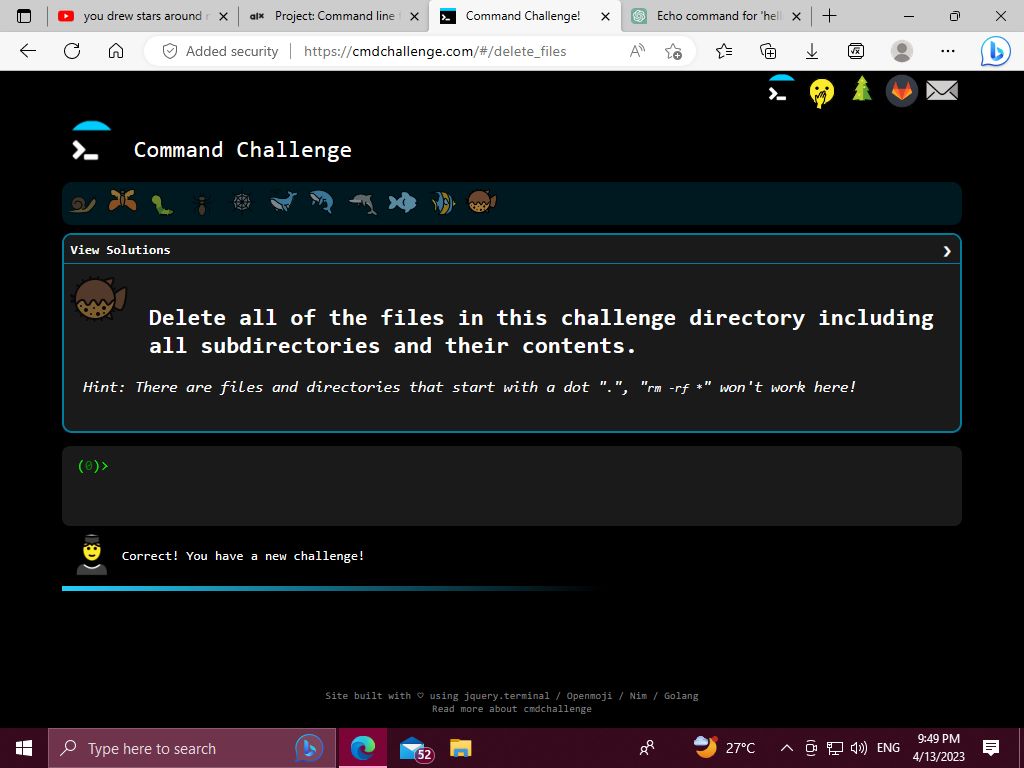 you drew stars around
Project: Command line
Command Challenge!
Echo command for 'hel
Added security
https://cmdchallenge.com/#/delete_files
Command Challenge
View Solutions
Delete all of the files in this challenge directory including
all subdirectories and their contents.
Hint: There are files and directories that start with a dot ".", "rm -rf *" won't work here!
(0)>
Correct! You have a new challenge!
Site built with ♡ using jquery.terminal / Openmoji / Nim / Golang
Read more about cmdchallenge
Type here to search
52
27°C
ENG
9:49 PM
4/13/2023